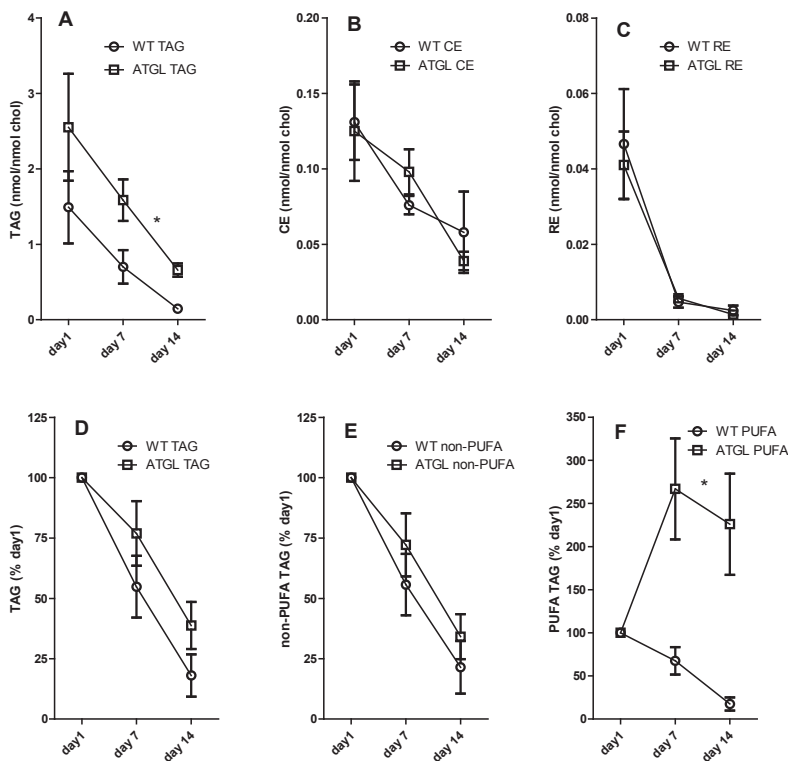 A
WT TAG
ATGL TAG
TAG (nmol/nmol chol)
4
3
2
1
0
*
day1
day 7
day 14
B
WT CE
ATGL CE
CE (nmol/nmol chol)
0.20
0.15
0.10
0.05
0.00
day1
day 7
day 14
C
WT RE
ATGL RE
RE (nmol/nmol chol)
0.08
0.06
0.04
0.02
0.00
day1
day 7
day 14
D
WT TAG
ATGL TAG
TAG (% day1)
125
100
75
50
25
0
day1
day 7
day 14
E
WT non-PUFA
ATGL non-PUFA
non-PUFA TAG (% day1)
125
100
75
50
25
0
day1
day 7
day 14
F
WT PUFA
ATGL PUFA
PUFA TAG (% day1)
350
300
250
200
150
100
50
0
*
day1
day 7
day 14